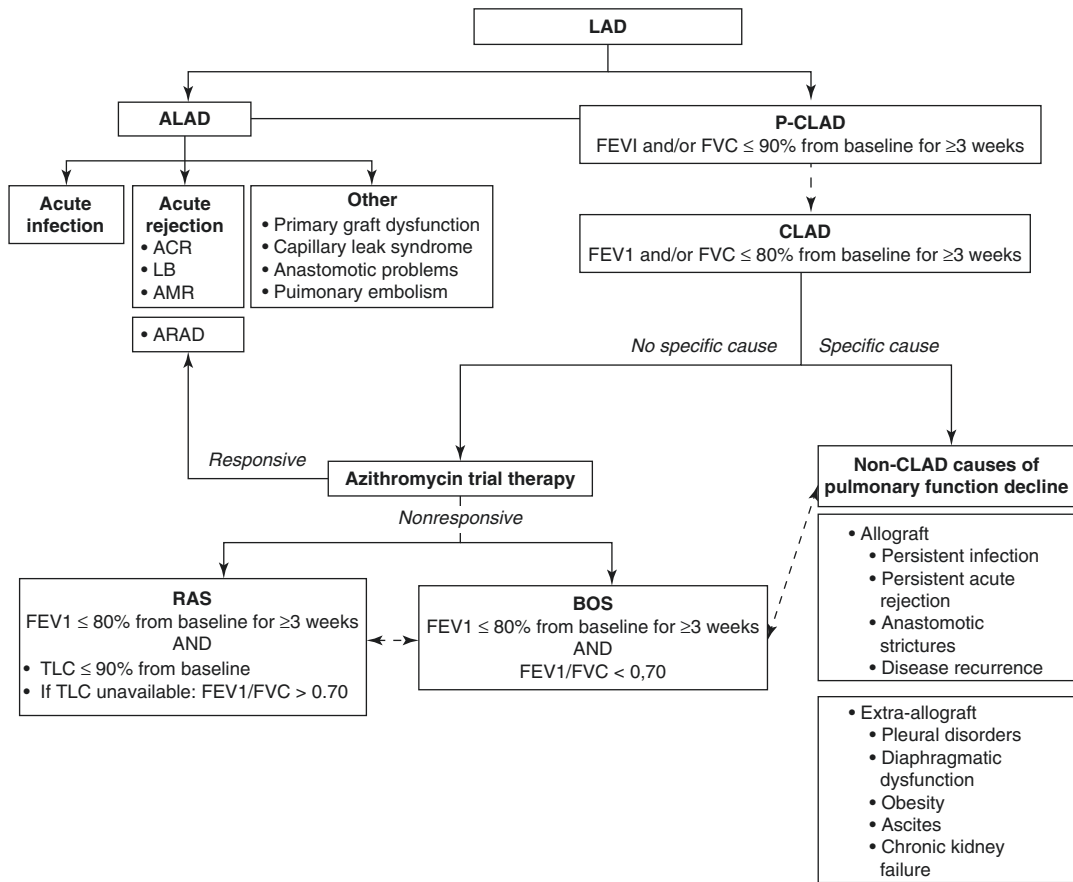 LAD
ALAD
P-CLAD
FEVI and/or FVC ≤ 90% from baseline for ≥3 weeks
Acute
infection
Acute
rejection
• ACR
• LB
• AMR
• ARAD
Other
• Primary graft dysfunction
• Capillary leak syndrome
• Anastomotic problems
• Puimonary embolism
CLAD
FEV1 and/or FVC ≤ 80% from baseline for ≥3 weeks
No specific cause
Specific cause
Responsive
Azithromycin trial therapy
Nonresponsive
Non-CLAD causes of
pulmonary function decline
RAS
FEV1 ≤ 80% from baseline for ≥3 weeks
AND
• TLC ≤ 90% from baseline
• If TLC unavailable: FEV1/FVC > 0.70
BOS
FEV1 ≤ 80% from baseline for ≥3 weeks
AND
FEV1/FVC < 0,70
• Allograft
• Persistent infection
• Persistent acute
rejection
• Anastomotic
strictures
• Disease recurrence
• Extra-allograft
• Pleural disorders
• Diaphragmatic
dysfunction
• Obesity
• Ascites
• Chronic kidney
failure